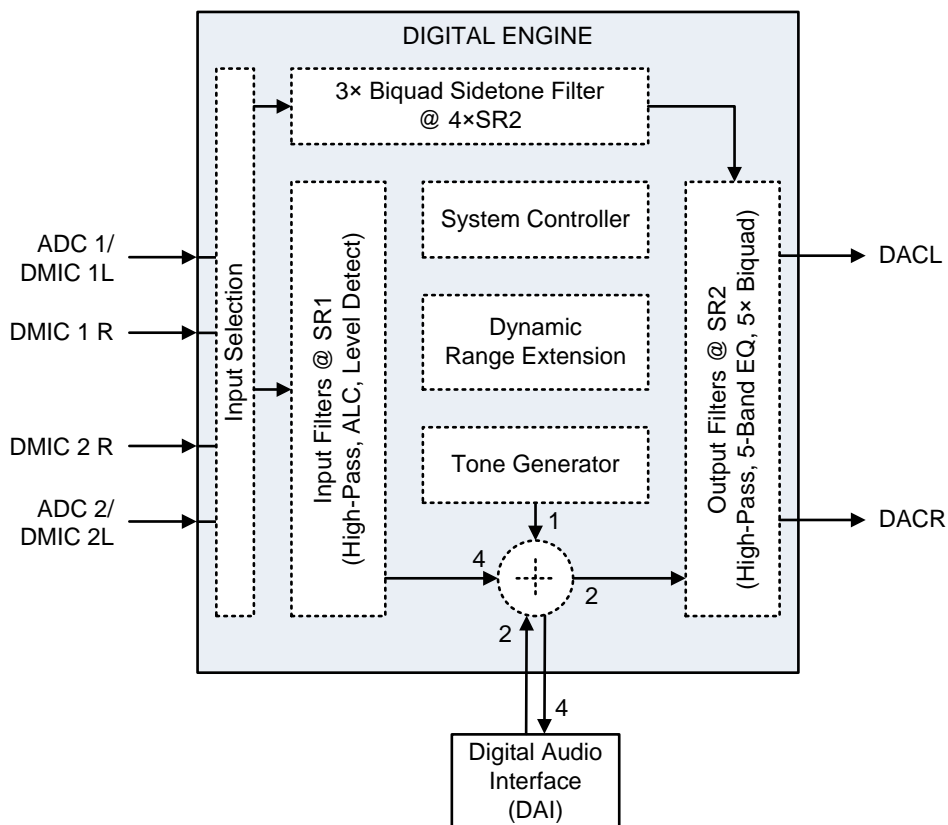 DIGITAL ENGINE
3× Biquad Sidetone Filter
@ 4×SR2
Input Selection
Input Filters @ SR1
(High-Pass, ALC, Level Detect)
System Controller
Dynamic
Range Extension
Tone Generator
Output Filters @ SR2
(High-Pass, 5-Band EQ, 5× Biquad)
ADC 1/
DMIC 1L
DMIC 1 R
DMIC 2 R
ADC 2/
DMIC 2L
DACL
DACR
1
4
2
2
4
Digital Audio
Interface
(DAI)